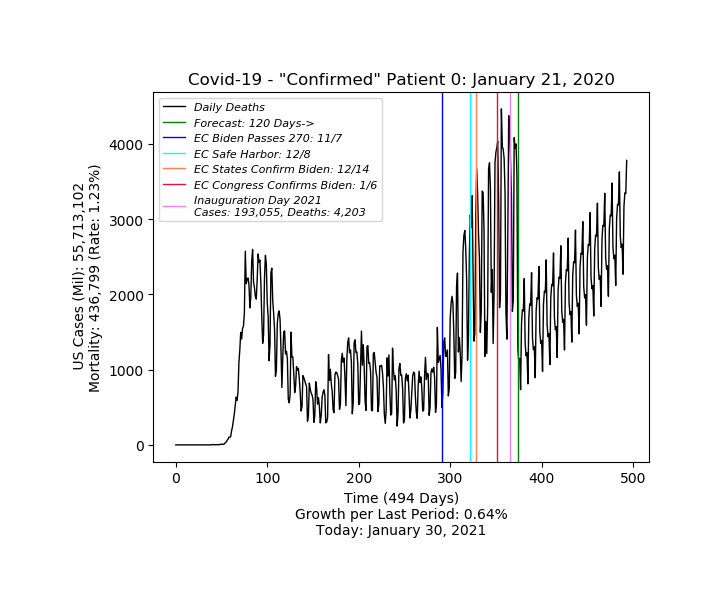 Covid-19 - "Confirmed" Patient 0: January 21, 2020
Daily Deaths
Forecast: 120 Days->
EC Biden Passes 270: 11/7
EC Safe Harbor: 12/8
EC States Confirm Biden: 12/14
EC Congress Confirms Biden: 1/6
Inauguration Day 2021
Cases: 193,055, Deaths: 4,203
US Cases (Mil): 55,713,102
Mortality: 436,799 (Rate: 1.23%)
4000
3000
2000
1000
0
0 100 200 300 400 500
Time (494 Days)
Growth per Last Period: 0.64%
Today: January 30, 2021